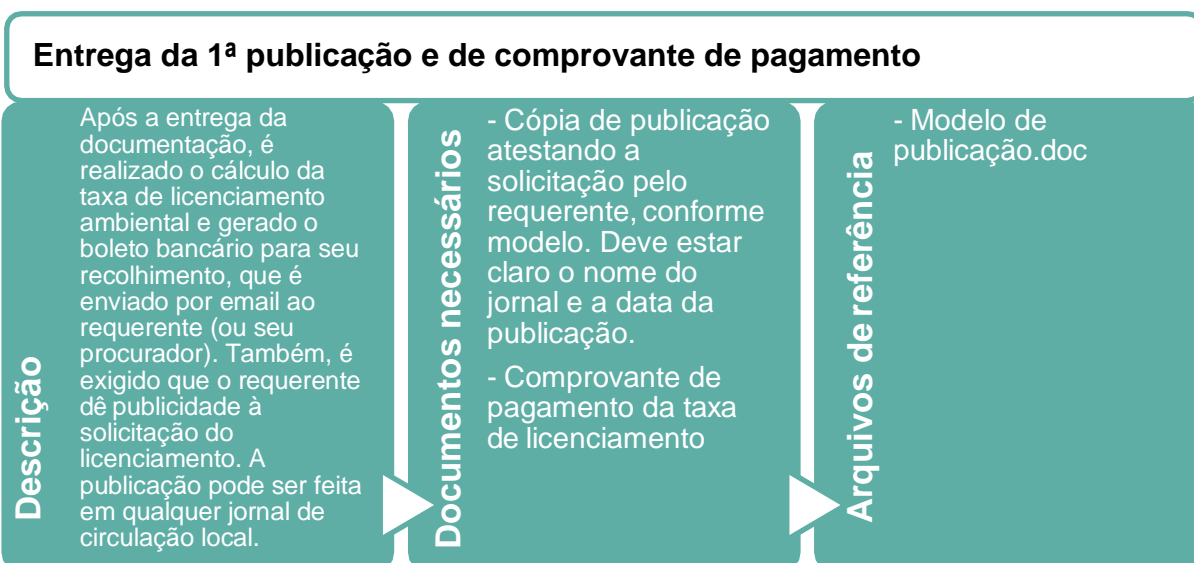 Entrega da 1ª publicação e de comprovante de pagamento
Descrição
Após a entrega da
documentação, é
realizado o cálculo da
taxa de licenciamento
ambiental e gerado o
boleto bancário para seu
recolhimento, que é
enviado por email ao
requerente (ou seu
procurador). Também, é
exigido que o requerente
dê publicidade à
solicitação do
licenciamento. A
publicação pode ser feita
em qualquer jornal de
circulação local.
Documentos necessários
- Cópia de publicação
atestando a
solicitação pelo
requerente, conforme
modelo. Deve estar
claro o nome do
jornal e a data da
publicação.
- Comprovante de
pagamento da taxa
de licenciamento
Arquivos de referência
- Modelo de
publicação.doc